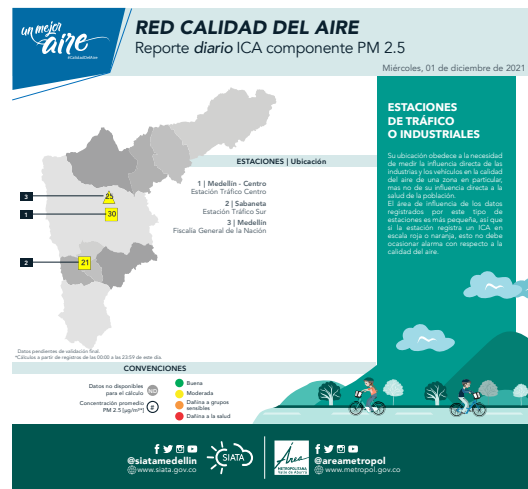 un mejor
aire
#CalidadDelAire
RED CALIDAD DEL AIRE
Reporte diario ICA componente PM 2.5
Miércoles, 01 de diciembre de 2021
ESTACIONES | Ubicación
1 | Medellín - Centro
Estación Tráfico Centro
2 | Sabaneta
Estación Tráfico Sur
3 | Medellín
Fiscalía General de la Nación
3
25
1
30
2
21
ESTACIONES
DE TRÁFICO
O INDUSTRIALES
Su ubicación obedece a la necesidad
de medir la influencia directa de las
industrias y los vehículos en la calidad
del aire de una zona en particular,
mas no de su influencia directa a la
salud de la población.
El área de influencia de los datos
registrados por este tipo de
estaciones es más pequeña, así que
si la estación registra un ICA en
escala roja o naranja, esto no debe
ocasionar alarma con respecto a la
calidad del aire.
Datos pendientes de validación final.
*Cálculos a partir de registros de las 00:00 a las 23:59 de este día.
CONVENCIONES
Datos no disponibles
para el cálculo
ND
Concentración promedio
PM 2.5 [µg/m³*]
#
Buena
Moderada
Dañina a grupos
sensibles
Dañina a la salud
@siatamedellin
www.siata.gov.co
SIATA
Área
METROPOLITANA
Valle de Aburrá
@areametropol
www.metropol.gov.co